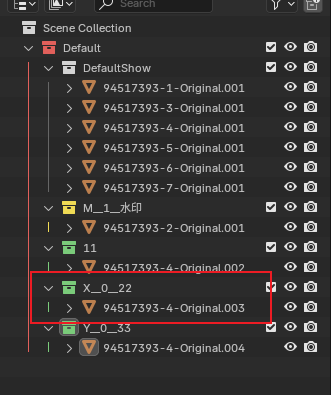 Search
Scene Collection
Default
DefaultShow
94517393-1-Original.001
94517393-3-Original.001
94517393-4-Original.001
94517393-5-Original.001
94517393-6-Original.001
94517393-7-Original.001
M__1__水印
94517393-2-Original.001
11
94517393-4-Original.002
X__0__22
94517393-4-Original.003
Y__0__33
94517393-4-Original.004